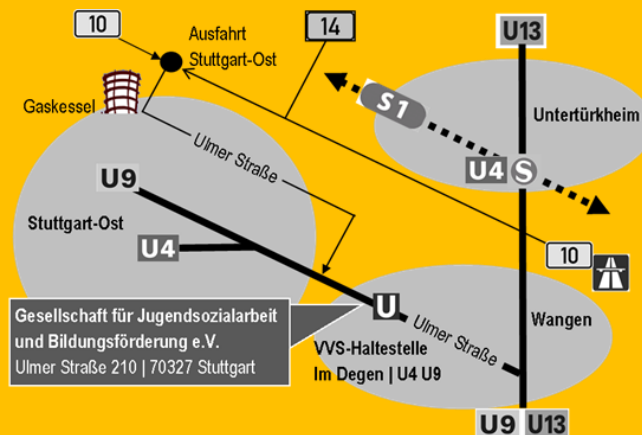 10
Ausfahrt
Stuttgart-Ost
14
U13
Gaskessel
S1
Untertürkheim
Ulmer Straße
U4 S
U9
Stuttgart-Ost
U4
10
Gesellschaft für Jugendsozialarbeit
und Bildungsförderung e.V.
Ulmer Straße 210 | 70327 Stuttgart
U
Ulmer Straße
Wangen
VVS-Haltestelle
Im Degen | U4 U9
U9 U13